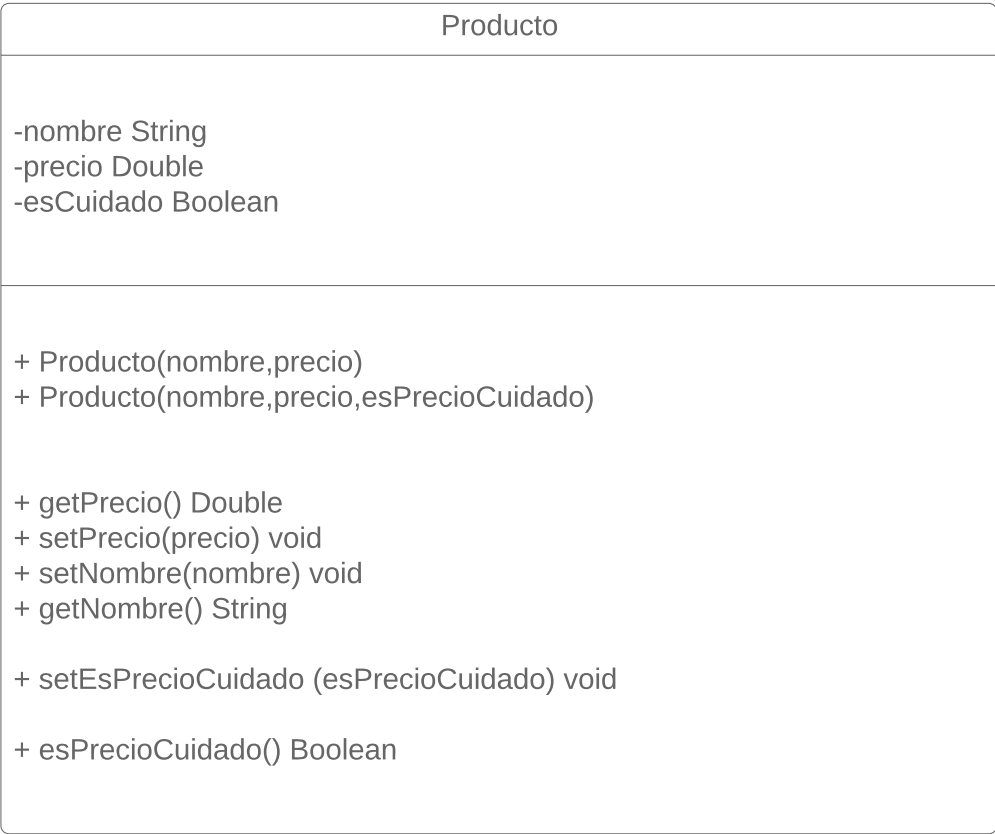 Producto
-nombre String
-precio Double
-esCuidado Boolean
+ Producto(nombre,precio)
+ Producto(nombre,precio,esPrecioCuidado)
+ getPrecio() Double
+ setPrecio(precio) void
+ setNombre(nombre) void
+ getNombre() String
+ setEsPrecioCuidado (esPrecioCuidado) void
+ esPrecioCuidado() Boolean